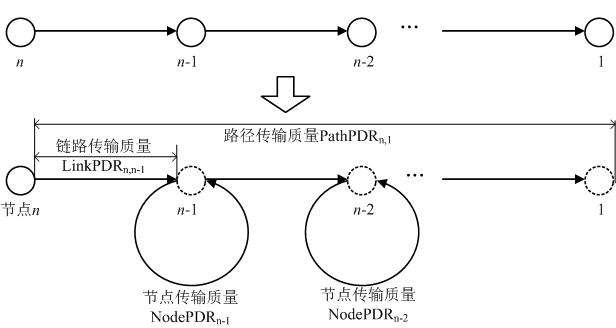 n n-1 n-2 ... 1
路径传输质量PathPDRn,1
链路传输质量
LinkPDRn,n-1
...
节点n n-1 n-2 1
节点传输质量 节点传输质量
NodePDRn-1 NodePDRn-2